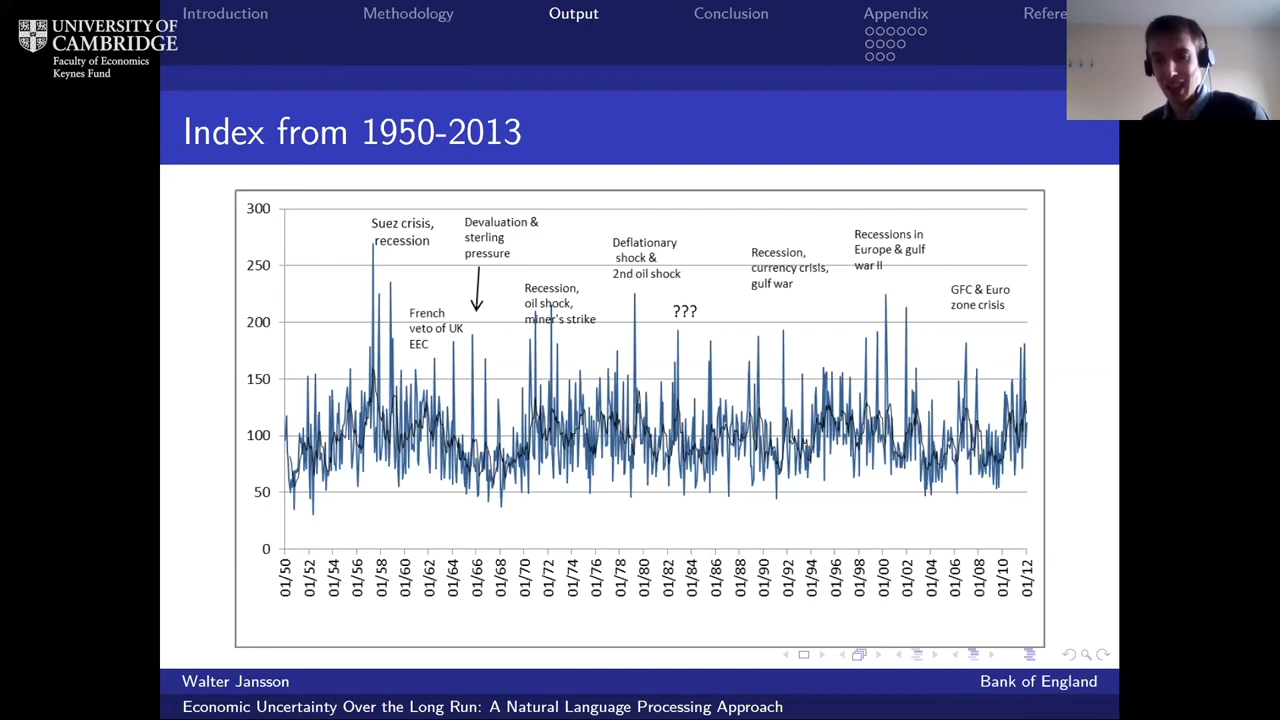 Introduction Methodology Output Conclusion Appendix Refere
UNIVERSITY OF
CAMBRIDGE
Faculty of Economics
Keynes Fund
Index from 1950-2013
300
250
200
150
100
50
0
Suez crisis,
recession
Devaluation &
sterling
pressure
French
veto of UK
EEC
Recession,
oil shock,
miner's strike
Deflationary
shock &
2nd oil shock
???
Recession,
currency crisis,
gulf war
Recessions in
Europe & gulf
war II
GFC & Euro
zone crisis
01/50
01/52
01/54
01/56
01/58
01/60
01/62
01/64
01/66
01/68
01/70
01/72
01/74
01/76
01/78
01/80
01/82
01/84
01/86
01/88
01/90
01/92
01/94
01/96
01/98
01/00
01/02
01/04
01/06
01/08
01/10
01/12
Walter Jansson Bank of England
Economic Uncertainty Over the Long Run: A Natural Language Processing Approach